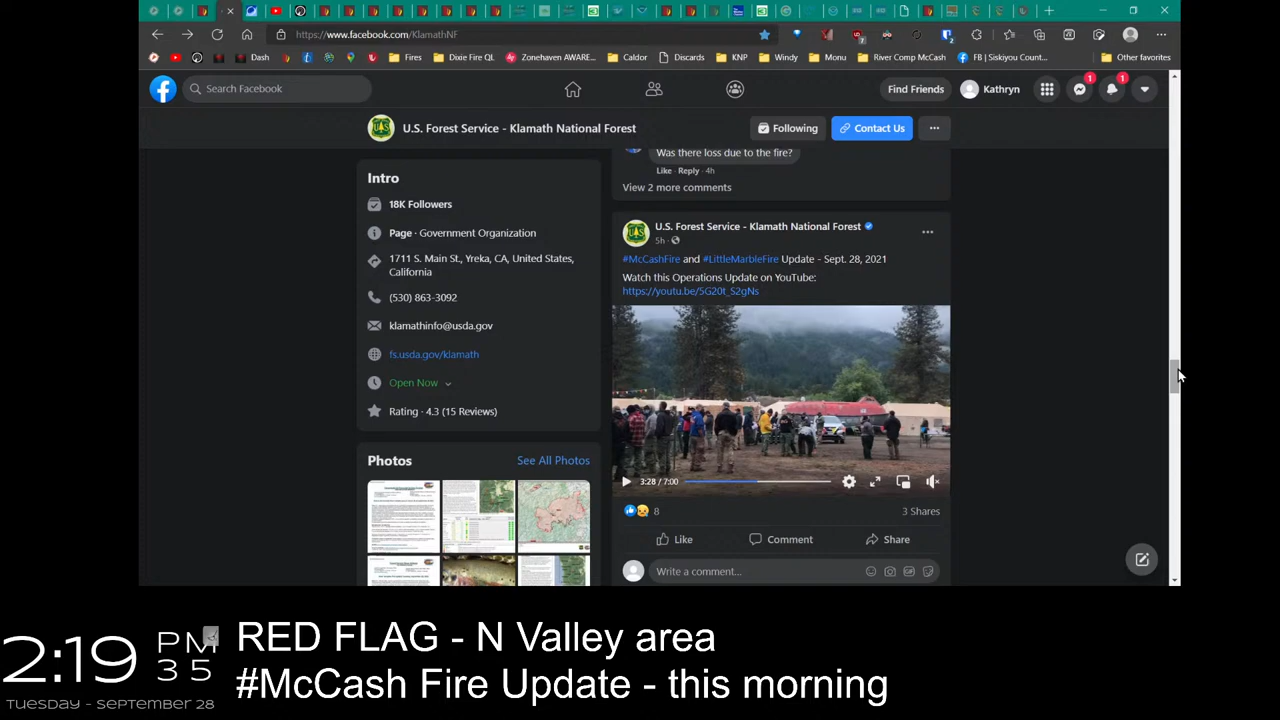 https://www.facebook.com/KlamathNF
Dash
Fires
Dixie Fire QL
Zonehaven AWARE...
Caldor
Discards
KNP
Windy
Monu
River Comp McCash
FB | Siskiyou Count...
Other favorites
Search Facebook
Find Friends
Kathryn
1
1
U.S. Forest Service - Klamath National Forest
Following
Contact Us
Intro
18K Followers
Page · Government Organization
1711 S. Main St., Yreka, CA, United States,
California
(530) 863-3092
klamathinfo@usda.gov
fs.usda.gov/klamath
Open Now
Rating · 4.3 (15 Reviews)
Photos
See All Photos
Was there loss due to the fire?
Like · Reply · 4h
View 2 more comments
U.S. Forest Service - Klamath National Forest
5h ·
#McCashFire and #LittleMarbleFire Update - Sept. 28, 2021
Watch this Operations Update on YouTube:
https://youtu.be/5G20t_S2gNs
3:28 / 7:00
8
3 Shares
Like
Comment
Share
Write a comment...
2:19 PM
35
TUESDAY - SEPTEMBER 28
RED FLAG - N Valley area
#McCash Fire Update - this morning